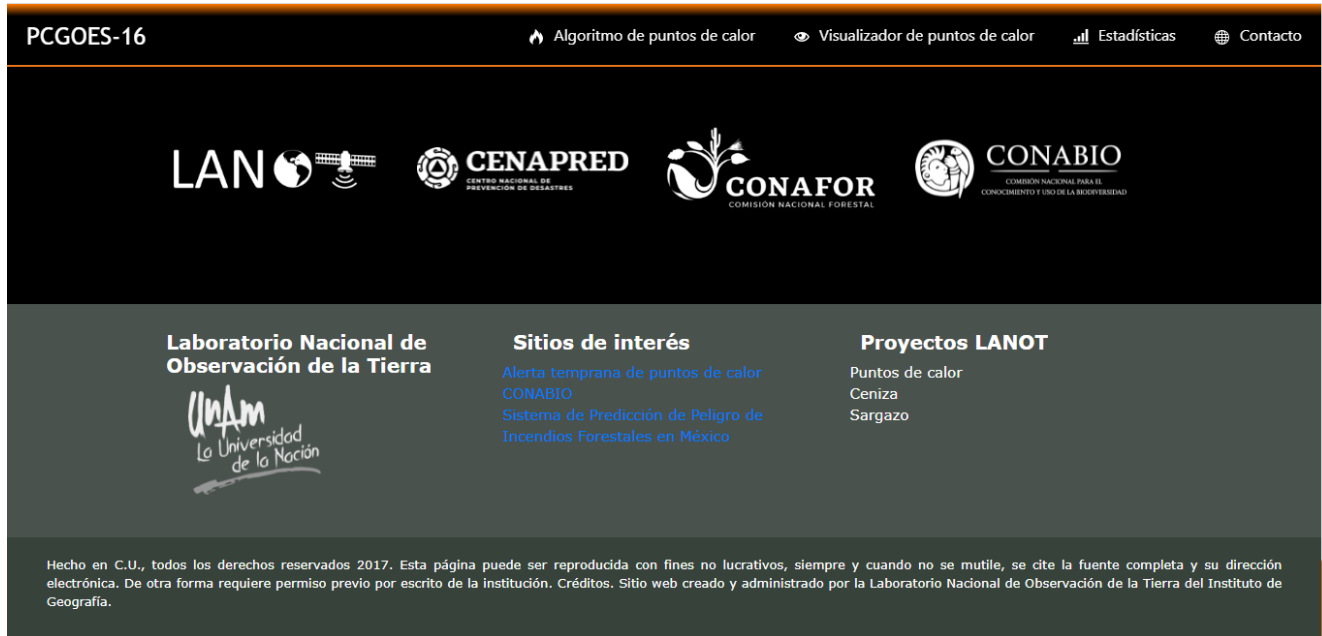 PCGOES-16
Algoritmo de puntos de calor
Visualizador de puntos de calor
Estadísticas
Contacto
LANOT
CENAPRED
CENTRO NACIONAL DE
PREVENCIÓN DE DESASTRES
CONAFOR
COMISIÓN NACIONAL FORESTAL
CONABIO
COMISIÓN NACIONAL PARA EL
CONOCIMIENTO Y USO DE LA BIODIVERSIDAD
Laboratorio Nacional de
Observación de la Tierra
UNAM
La Universidad
de la Nación
Sitios de interés
Alerta temprana de puntos de calor
CONABIO
Sistema de Predicción de Peligro de
Incendios Forestales en México
Proyectos LANOT
Puntos de calor
Ceniza
Sargazo
Hecho en C.U., todos los derechos reservados 2017. Esta página puede ser reproducida con fines no lucrativos, siempre y cuando no se mutile, se cite la fuente completa y su dirección
electrónica. De otra forma requiere permiso previo por escrito de la institución. Créditos. Sitio web creado y administrado por la Laboratorio Nacional de Observación de la Tierra del Instituto de
Geografía.